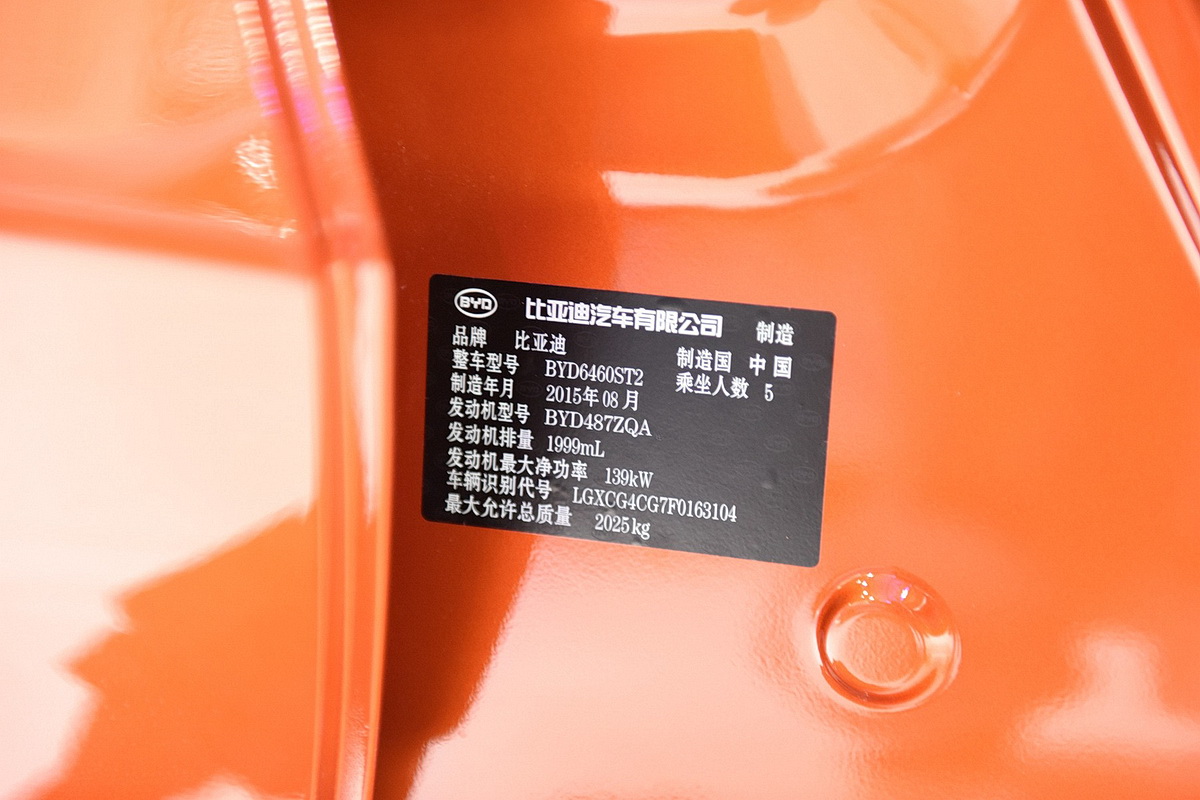 BYD 比亚迪汽车有限公司 制造
品牌 比亚迪 制造国 中国
整车型号 BYD6460ST2 乘坐人数 5
制造年月 2015年08月
发动机型号 BYD487ZQA
发动机排量 1999mL
发动机最大净功率 139kW
车辆识别代号 LGXCG4CG7F0163104
最大允许总质量 2025kg